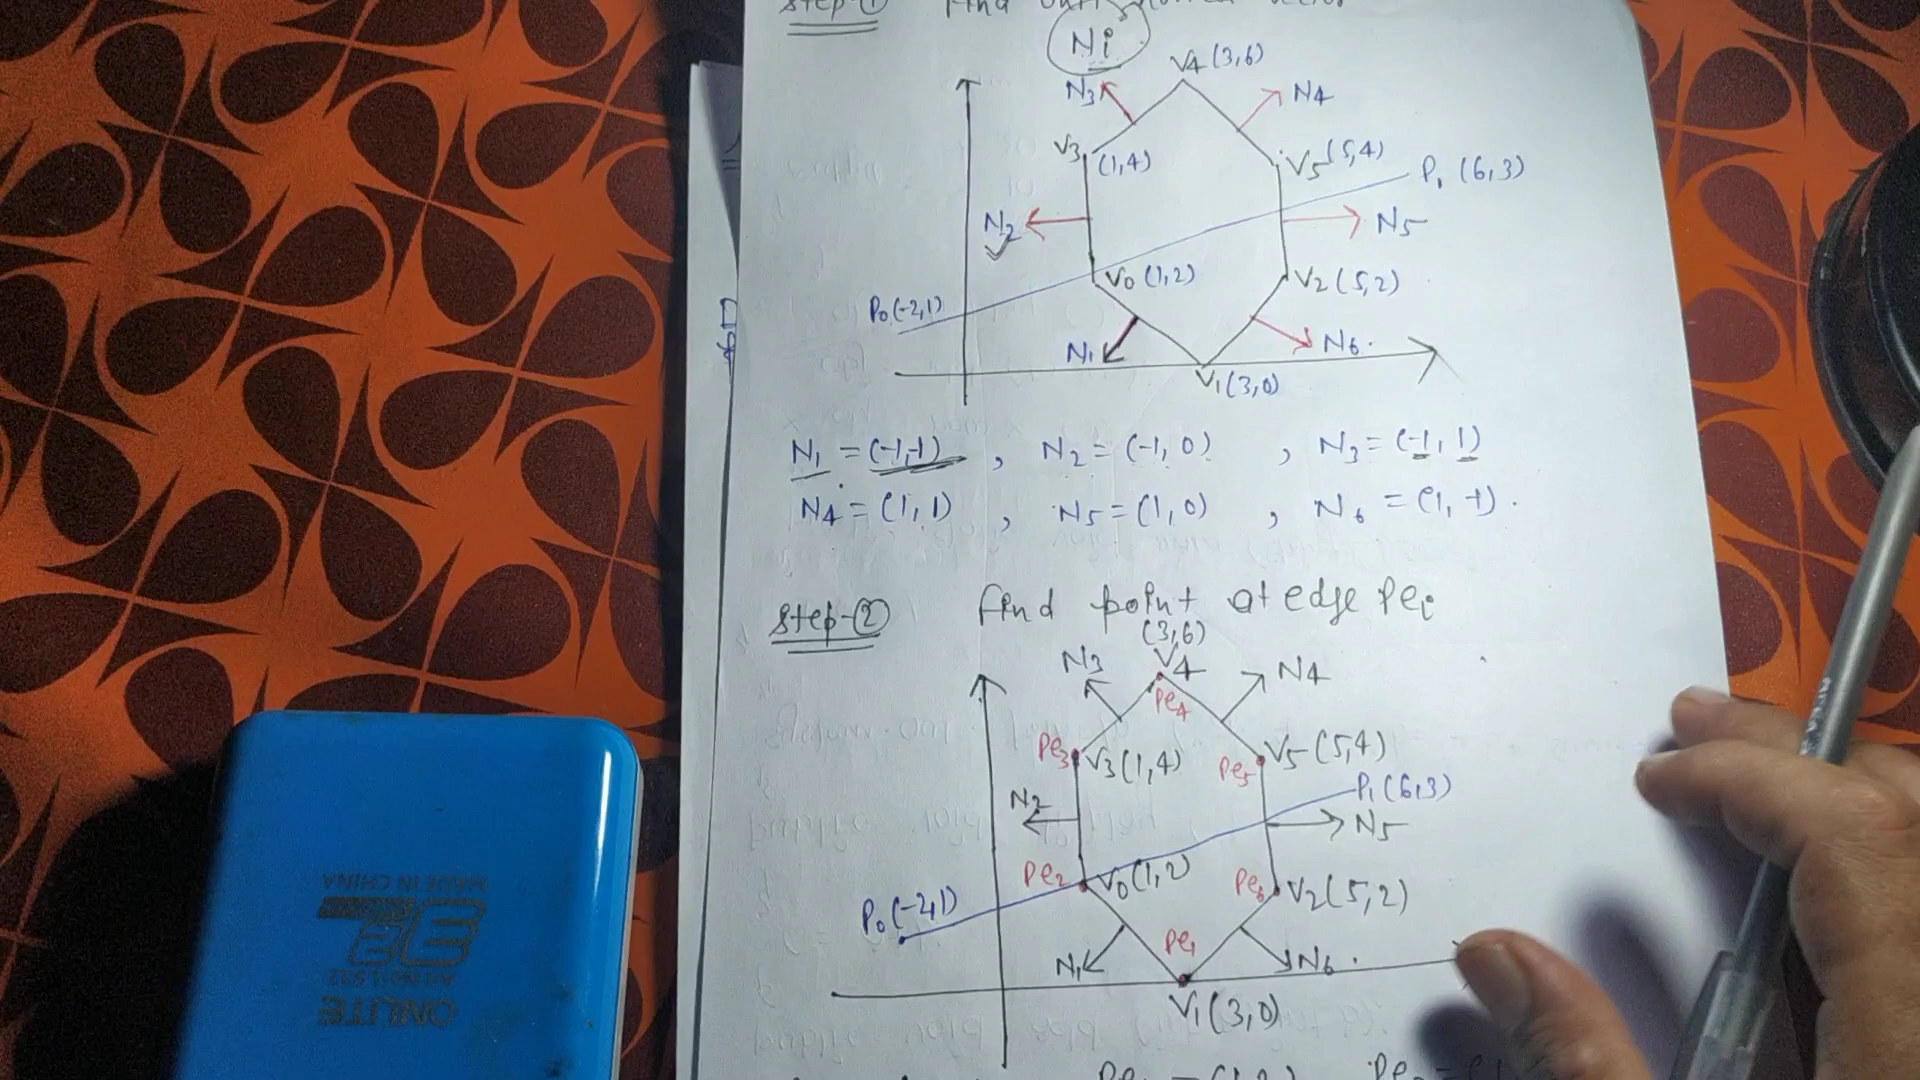 Step-① Find
Ni
V4 (3,6)
N3 N4
V3 (1,4) V5 (5,4)
P1 (6,3)
N2 N5
V0 (1,2) V2 (5,2)
P0 (-2,1)
N1 N6.
V1 (3,0)
N1 = (-1,-1) , N2 = (-1, 0) , N3 = (-1, 1)
N4 = (1, 1) , N5 = (1, 0) , N6 = (1, -1) .
Step-② Find point at edge Pei
(3,6)
N3 V4 N4
Pe4
Pe3 V3 (1,4) Pe5 V5 (5,4)
P1 (6,3)
N2 N5
Pe2 V0 (1,2) Pe6 V2 (5,2)
P0 (-2,1)
Pe1
N1 N6 .
V1 (3,0)
MADE IN CHINA
ONLITE